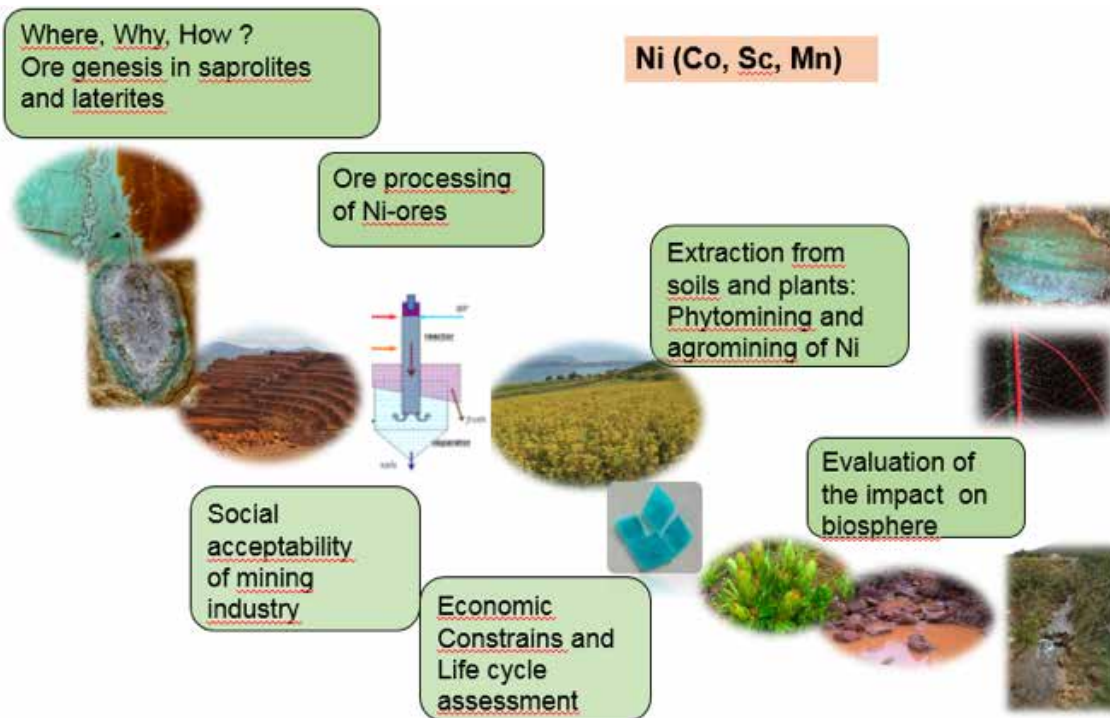 Where, Why, How ?
Ore genesis in saprolites
and laterites
Ni (Co, Sc, Mn)
Ore processing
of Ni-ores
Extraction from
soils and plants:
Phytomining and
agromining of Ni
air
reactor
froth
separator
Evaluation of
the impact on
biosphere
Social
acceptability
of mining
industry
Economic
Constrains and
Life cycle
assessment